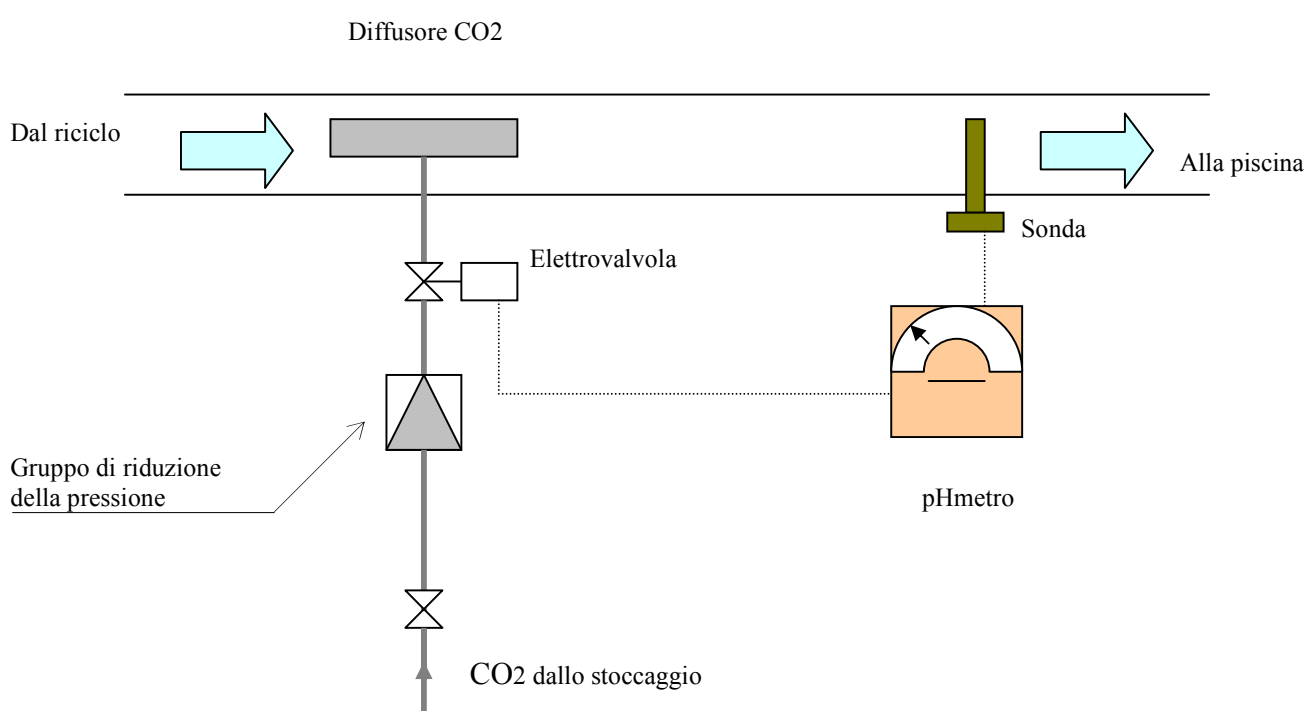 Diffusore CO2
Dal riciclo
Alla piscina
Sonda
Elettrovalvola
Gruppo di riduzione
della pressione
pHmetro
CO2 dallo stoccaggio